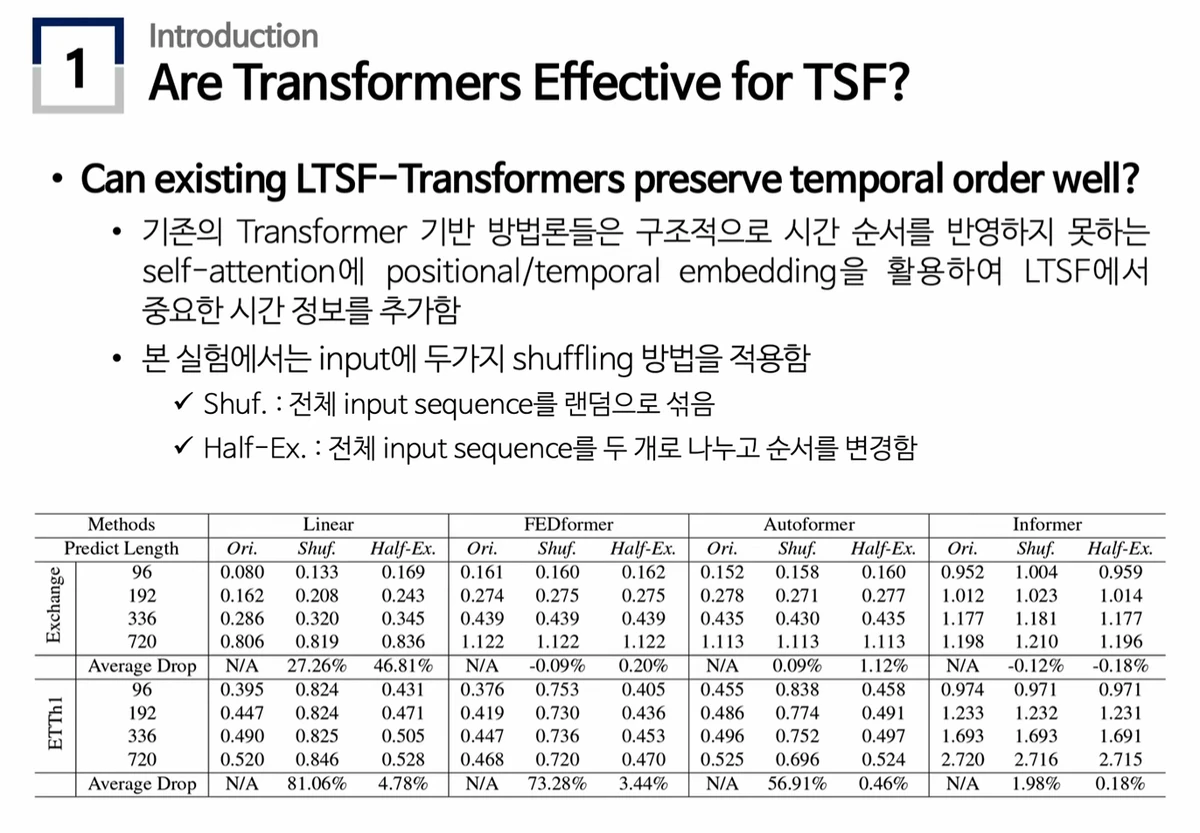 1
Introduction
Are Transformers Effective for TSF?
• Can existing LTSF-Transformers preserve temporal order well?
• 기존의 Transformer 기반 방법론들은 구조적으로 시간 순서를 반영하지 못하는
self-attention에 positional/temporal embedding을 활용하여 LTSF에서
중요한 시간 정보를 추가함
• 본 실험에서는 input에 두가지 shuffling 방법을 적용함
✓ Shuf. : 전체 input sequence를 랜덤으로 섞음
✓ Half-Ex. : 전체 input sequence를 두 개로 나누고 순서를 변경함
Methods Linear FEDformer Autoformer Informer
Predict Length Ori. Shuf. Half-Ex. Ori. Shuf. Half-Ex. Ori. Shuf. Half-Ex. Ori. Shuf. Half-Ex.
Exchange
96 0.080 0.133 0.169 0.161 0.160 0.162 0.152 0.158 0.160 0.952 1.004 0.959
192 0.162 0.208 0.243 0.274 0.275 0.275 0.278 0.271 0.277 1.012 1.023 1.014
336 0.286 0.320 0.345 0.439 0.439 0.439 0.435 0.430 0.435 1.177 1.181 1.177
720 0.806 0.819 0.836 1.122 1.122 1.122 1.113 1.113 1.113 1.198 1.210 1.196
Average Drop N/A 27.26% 46.81% N/A -0.09% 0.20% N/A 0.09% 1.12% N/A -0.12% -0.18%
ETTh1
96 0.395 0.824 0.431 0.376 0.753 0.405 0.455 0.838 0.458 0.974 0.971 0.971
192 0.447 0.824 0.471 0.419 0.730 0.436 0.486 0.774 0.491 1.233 1.232 1.231
336 0.490 0.825 0.505 0.447 0.736 0.453 0.496 0.752 0.497 1.693 1.693 1.691
720 0.520 0.846 0.528 0.468 0.720 0.470 0.525 0.696 0.524 2.720 2.716 2.715
Average Drop N/A 81.06% 4.78% N/A 73.28% 3.44% N/A 56.91% 0.46% N/A 1.98% 0.18%